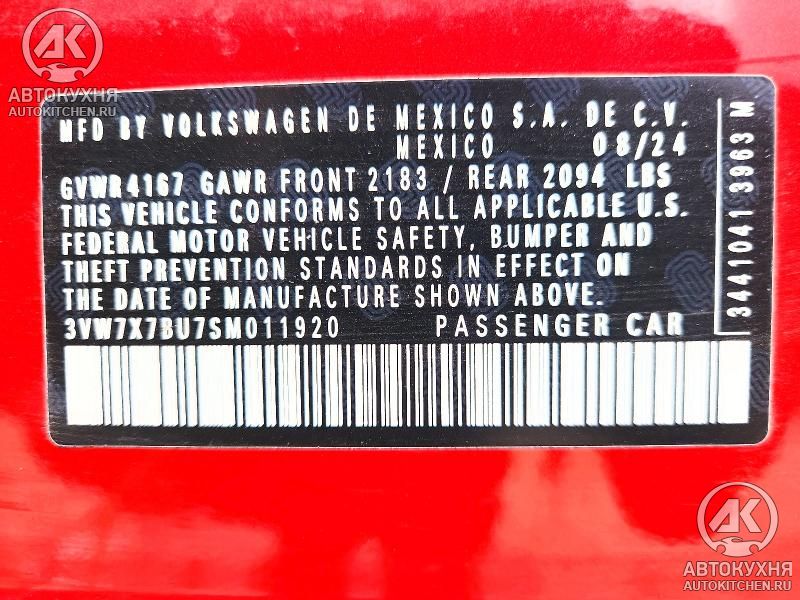 AK
АВТОКУХНЯ
AUTOKITCHEN.RU
MFD BY VOLKSWAGEN DE MEXICO S.A. DE C.V.
MEXICO 08/24
GVWR4167 GAWR FRONT 2183 / REAR 2094 LBS
THIS VEHICLE CONFORMS TO ALL APPLICABLE U.S.
FEDERAL MOTOR VEHICLE SAFETY, BUMPER AND
THEFT PREVENTION STANDARDS IN EFFECT ON
THE DATE OF MANUFACTURE SHOWN ABOVE.
3VW7X7BU7SM011920 PASSENGER CAR
3441041 3963 M
AK
АВТОКУХНЯ
AUTOKITCHEN.RU